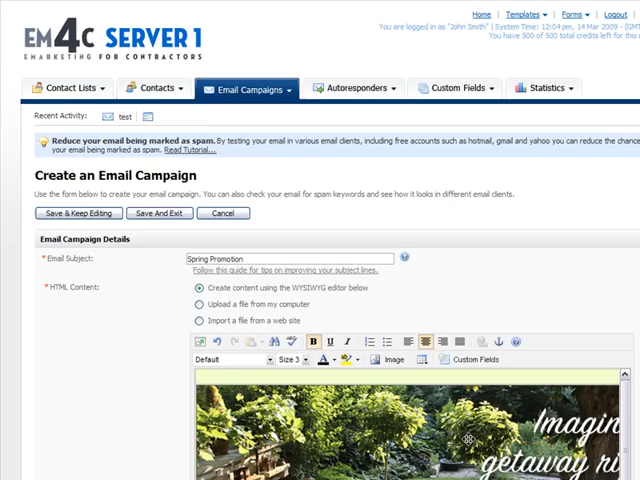 Home | Templates | Forms | Logout
You are logged in as "John Smith" | System Time: 12:04 pm, 14 Mar 2009 - (GMT
You have 500 of 500 total credits left for this
EM4C SERVER 1
EMARKETING FOR CONTRACTORS
Contact Lists Contacts Email Campaigns Autoresponders Custom Fields Statistics
Recent Activity: test
Reduce your email being marked as spam. By testing your email in various email clients, including free accounts such as hotmail, gmail and yahoo you can reduce the chance
your email being marked as spam. Read Tutorial...
Create an Email Campaign
Use the form below to create your email campaign. You can also check your email for spam keywords and see how it looks in different email clients.
Save & Keep Editing Save And Exit Cancel
Email Campaign Details
* Email Subject: Spring Promotion
Follow this guide for tips on improving your subject lines.
* HTML Content: Create content using the WYSIWYG editor below
Upload a file from my computer
Import a file from a web site
B U I
Default Size 3 A Image Custom Fields
Imagin
getaway ri